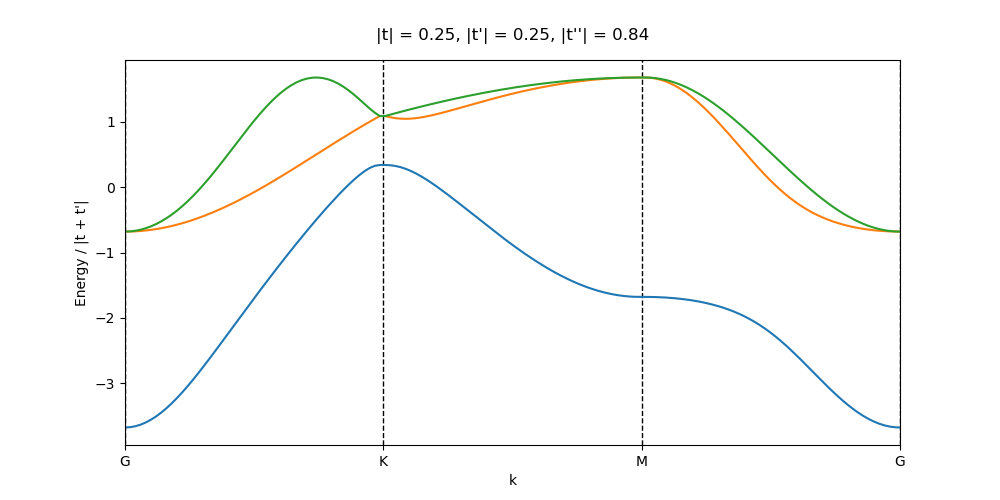 |t| = 0.25, |t'| = 0.25, |t''| = 0.84
Energy / |t + t'|
1
0
−1
−2
−3
G
K
M
G
k